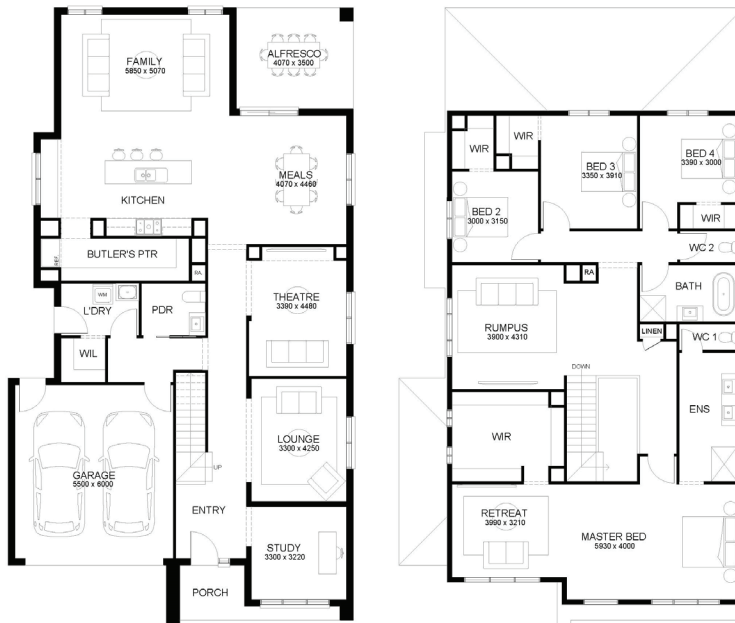 FAMILY
5850 x 5070
ALFRESCO
4070 x 3500
MEALS
4070 x 4460
KITCHEN
REF.
BUTLER'S PTR
RA.
WM
L'DRY
PDR
THEATRE
3390 x 4480
WIL
LOUNGE
3300 x 4250
GARAGE
5500 x 6000
UP
ENTRY
STUDY
3300 x 3220
PORCH
WIR
WIR
BED 3
3350 x 3910
BED 4
3390 x 3000
BED 2
3000 x 3150
WIR
WC 2
RA
BATH
RUMPUS
3900 x 4310
LINEN
WC 1
DOWN
ENS
WIR
RETREAT
3990 x 3210
MASTER BED
5930 x 4000